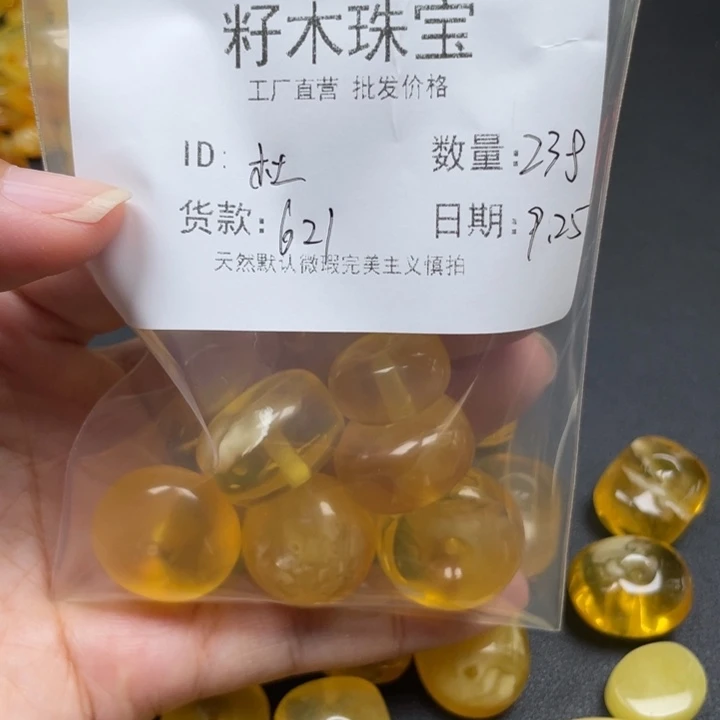 籽木珠宝
工厂直营 批发价格
ID: 杜 数量:23g
货款:621 日期:9.25
天然默认微瑕完美主义慎拍